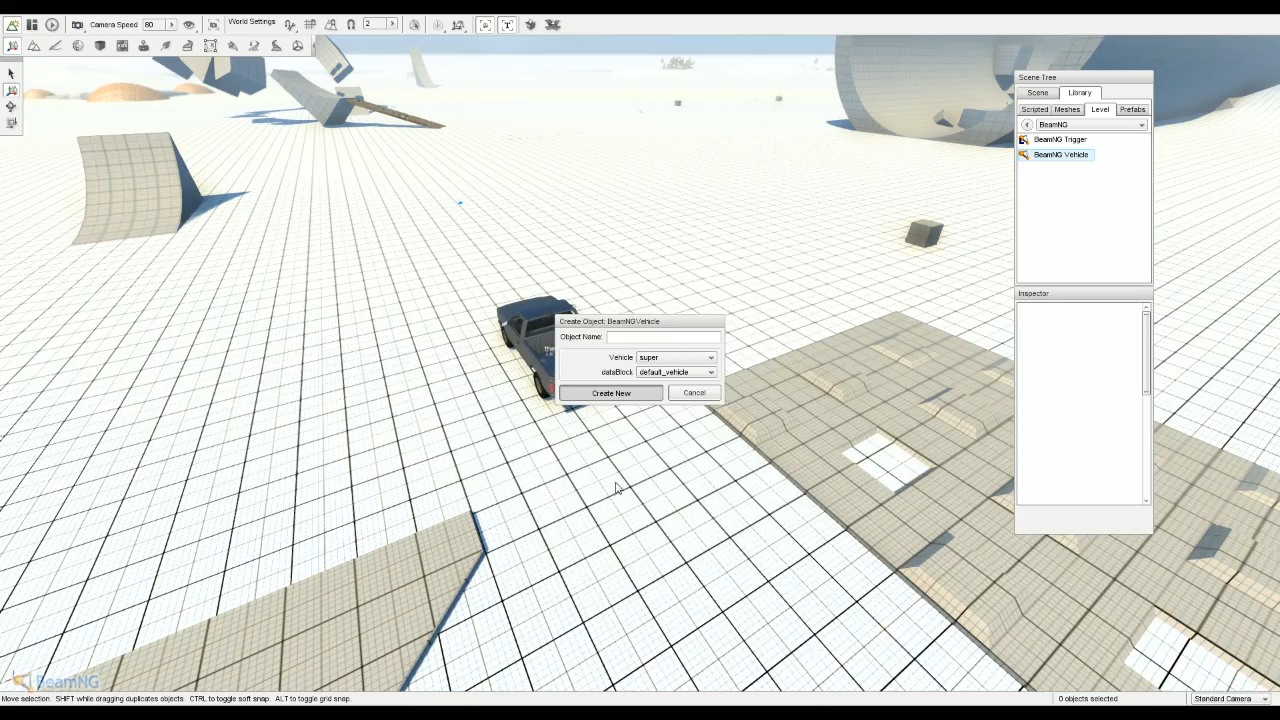 Camera Speed 80 World Settings 2
Scene Tree
Scene Library
Scripted Meshes Level Prefabs
BeamNG
BeamNG Trigger
BeamNG Vehicle
Inspector
Create Object: BeamNGVehicle
Object Name:
Vehicle super
dataBlock default_vehicle
Create New Cancel
the
BeamNG
Move selection. SHIFT while dragging duplicates objects. CTRL to toggle soft snap. ALT to toggle grid snap. 0 objects selected Standard Camera